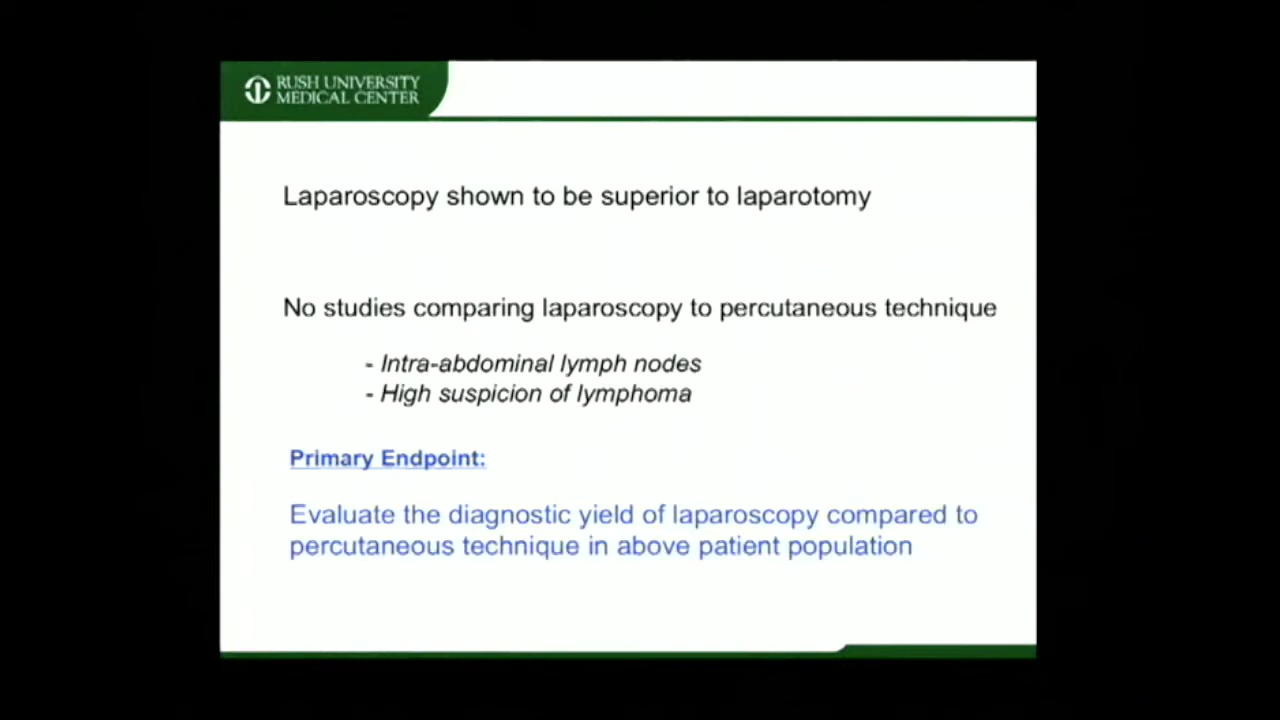 RUSH UNIVERSITY
MEDICAL CENTER
Laparoscopy shown to be superior to laparotomy
No studies comparing laparoscopy to percutaneous technique
- Intra-abdominal lymph nodes
- High suspicion of lymphoma
Primary Endpoint:
Evaluate the diagnostic yield of laparoscopy compared to
percutaneous technique in above patient population